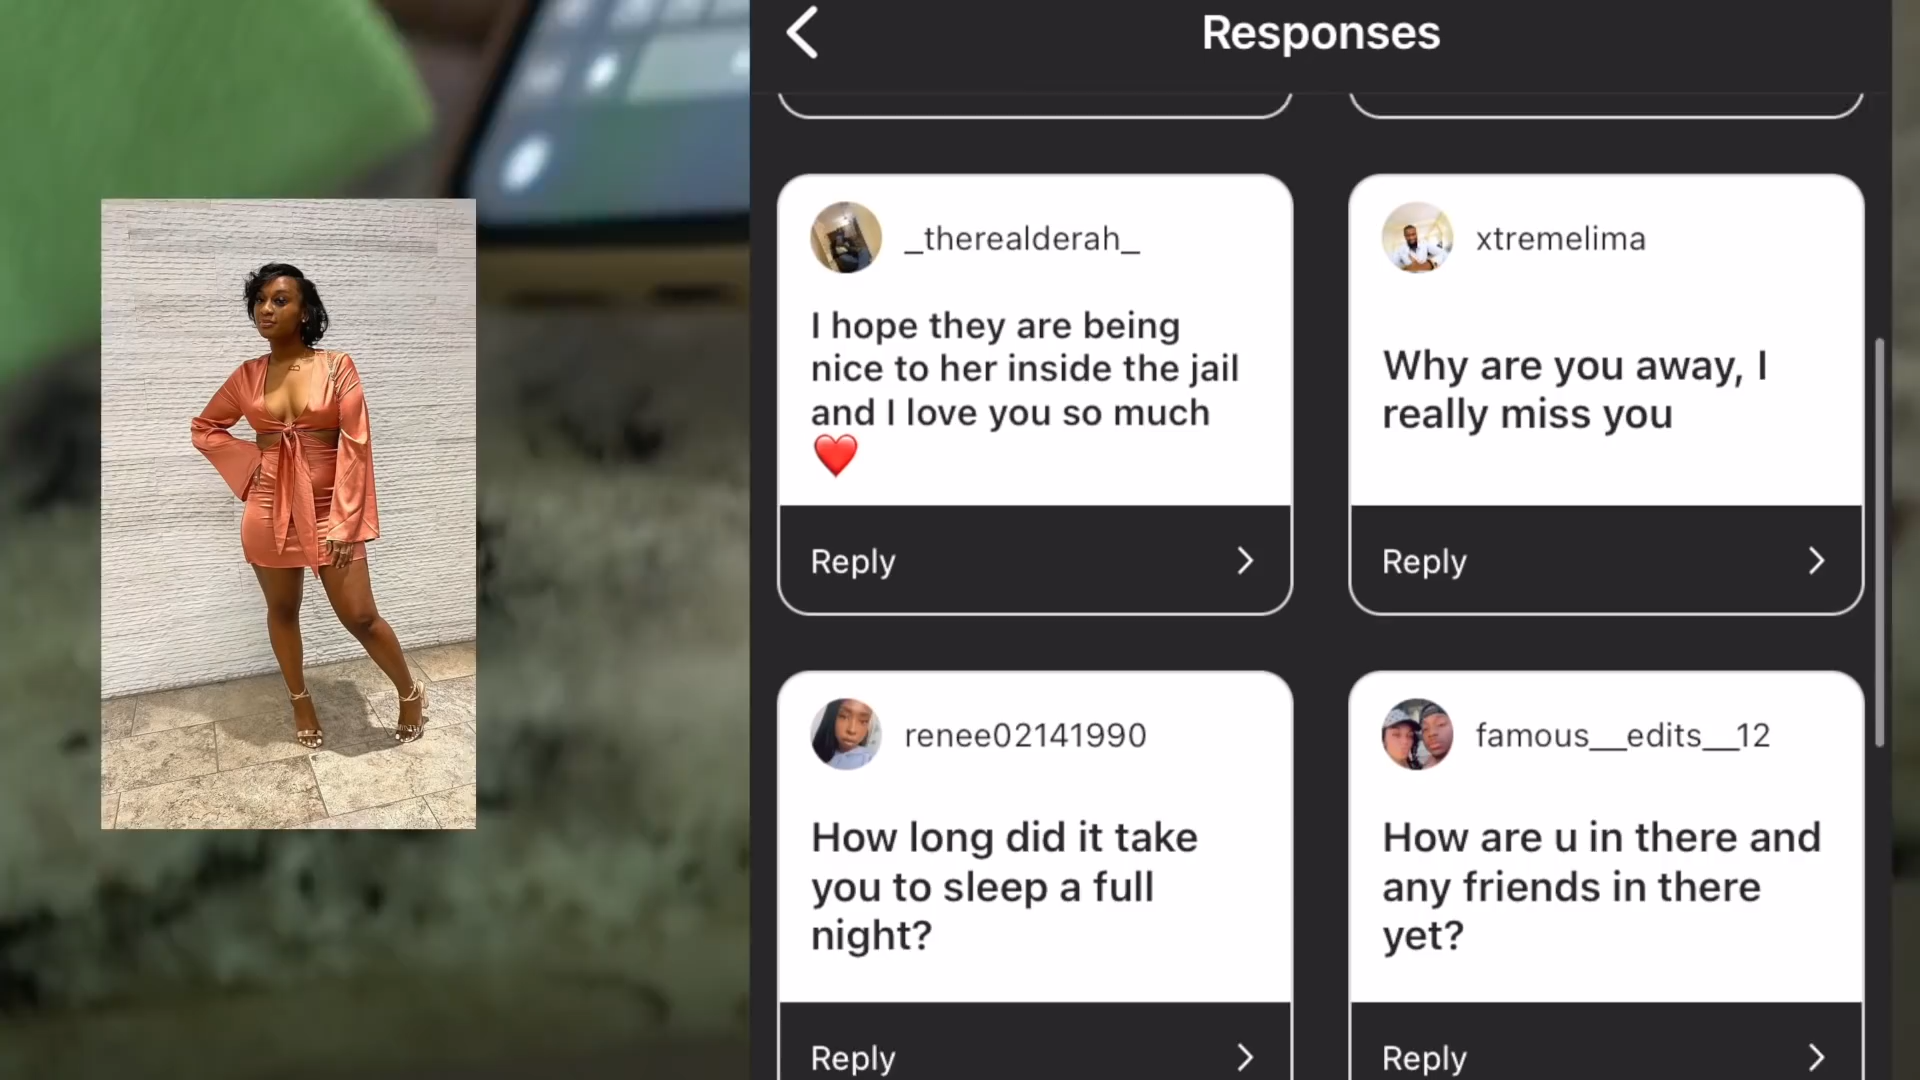 Responses
_therealderah_
I hope they are being
nice to her inside the jail
and I love you so much
❤️
Reply
xtremelima
Why are you away, I
really miss you
Reply
renee02141990
How long did it take
you to sleep a full
night?
Reply
famous__edits__12
How are u in there and
any friends in there
yet?
Reply